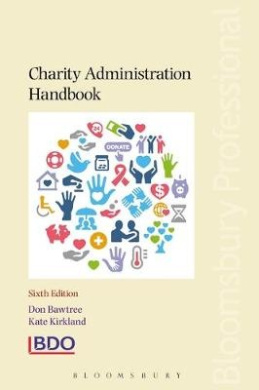 Bloomsbury Professional
Charity Administration
Handbook
DONATE
Sixth Edition
Don Bawtree
Kate Kirkland
BDO
BLOOMSBURY